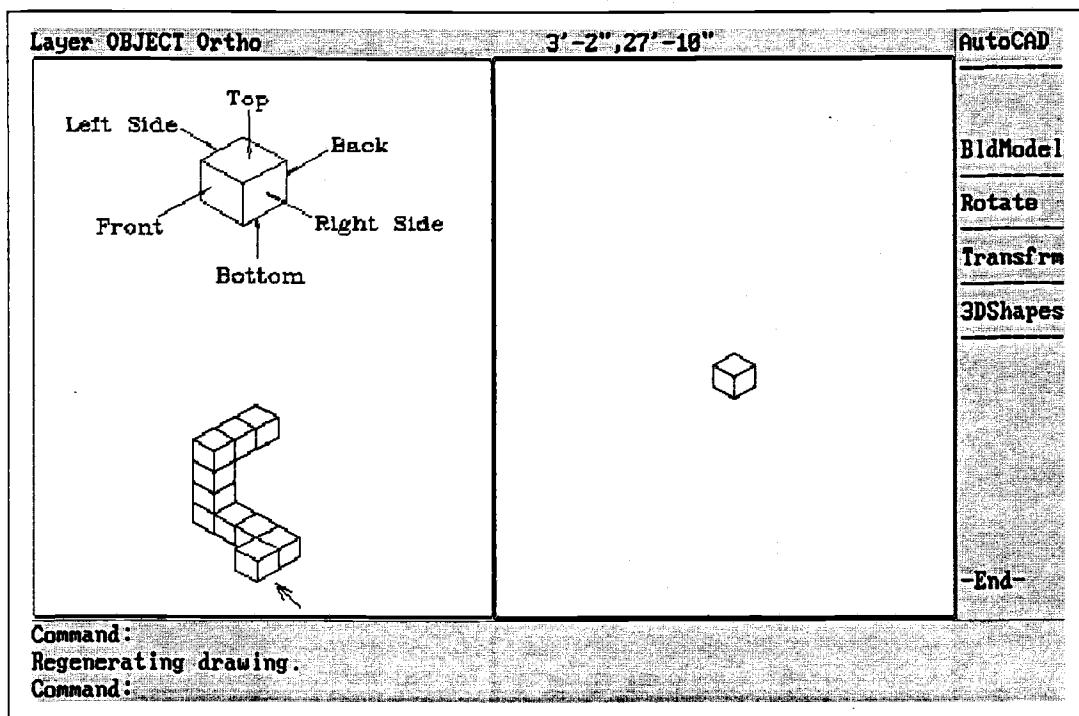 Layer OBJECT Ortho 3'-2",27'-10" AutoCAD
Top
Left Side
Back
Front
Right Side
Bottom
BldModel
Rotate
Transfrm
3DShapes
-End-
Command:
Regenerating drawing.
Command: